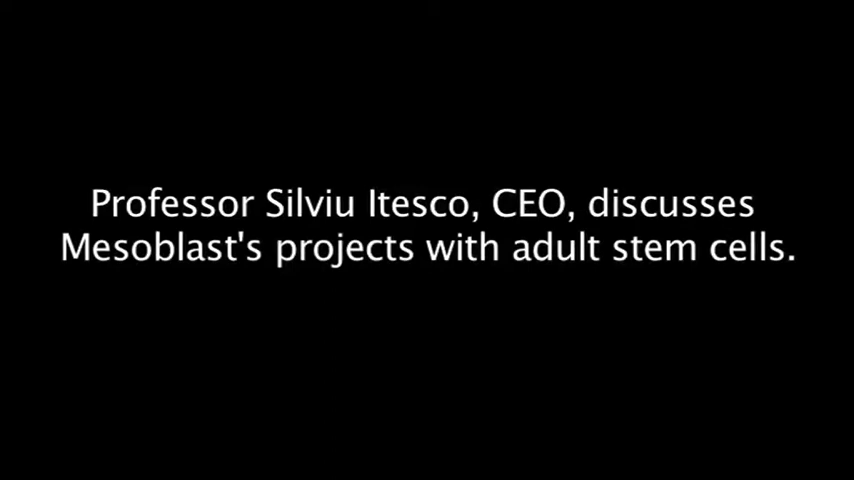 Professor Silviu Itesco, CEO, discusses
Mesoblast's projects with adult stem cells.